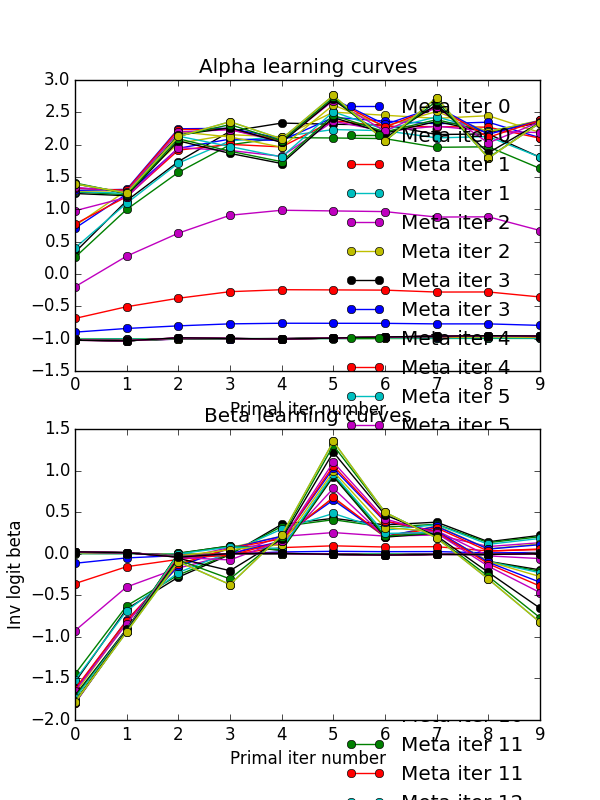 Alpha learning curves
3.0
2.5
2.0
1.5
1.0
0.5
0.0
−0.5
−1.0
−1.5
0 1 2 3 4 5 6 7 8 9
Primal iter number
Meta iter 0
Meta iter 0
Meta iter 1
Meta iter 1
Meta iter 2
Meta iter 2
Meta iter 3
Meta iter 3
Meta iter 4
Meta iter 4
Meta iter 5
Meta iter 5
Beta learning curves
Inv logit beta
1.5
1.0
0.5
0.0
−0.5
−1.0
−1.5
−2.0
0 1 2 3 4 5 6 7 8 9
Primal iter number
Meta iter 11
Meta iter 11
Meta iter 12